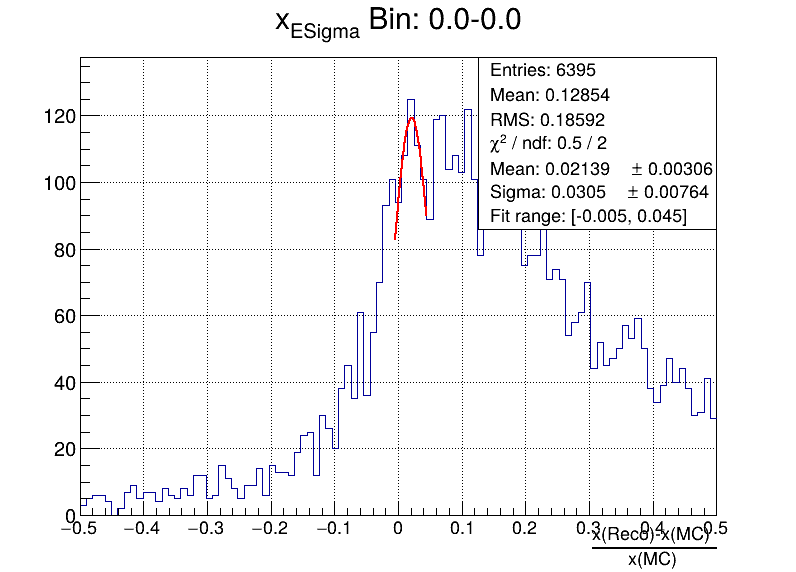 xESigma Bin: 0.0-0.0
Entries: 6395
Mean: 0.12854
RMS: 0.18592
χ² / ndf: 0.5 / 2
Mean: 0.02139 ± 0.00306
Sigma: 0.0305 ± 0.00764
Fit range: [-0.005, 0.045]
120
100
80
60
40
20
0
−0.5 −0.4 −0.3 −0.2 −0.1 0 0.1 0.2 0.3 0.4 0.5
x(Reco)-x(MC)
x(MC)